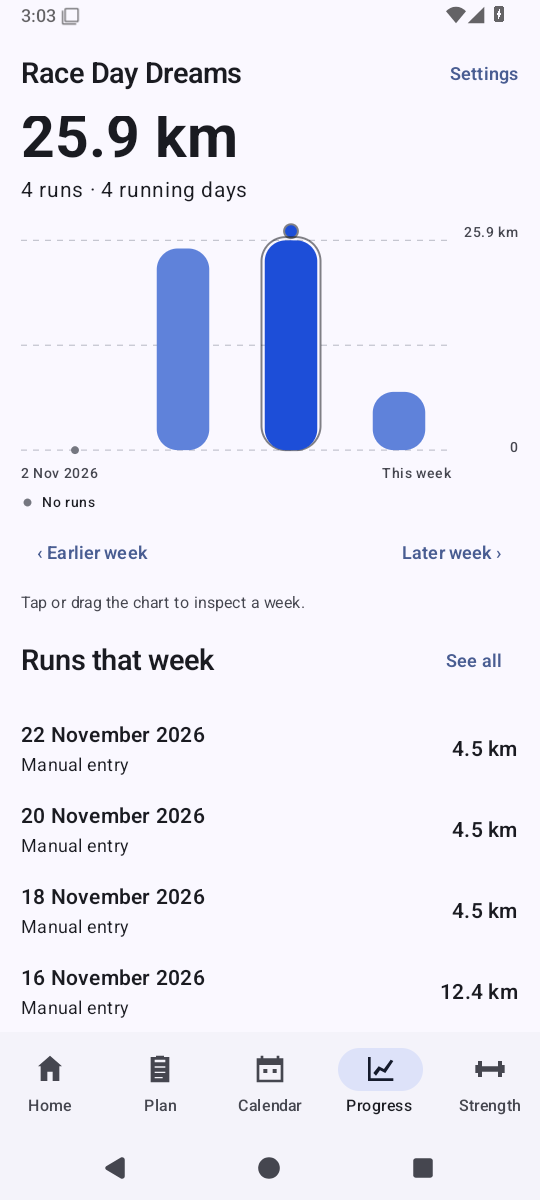 3:03
Race Day Dreams
Settings
25.9 km
4 runs · 4 running days
25.9 km
0
2 Nov 2026
This week
No runs
‹ Earlier week
Later week ›
Tap or drag the chart to inspect a week.
Runs that week
See all
22 November 2026
Manual entry
4.5 km
20 November 2026
Manual entry
4.5 km
18 November 2026
Manual entry
4.5 km
16 November 2026
Manual entry
12.4 km
Home
Plan
Calendar
Progress
Strength